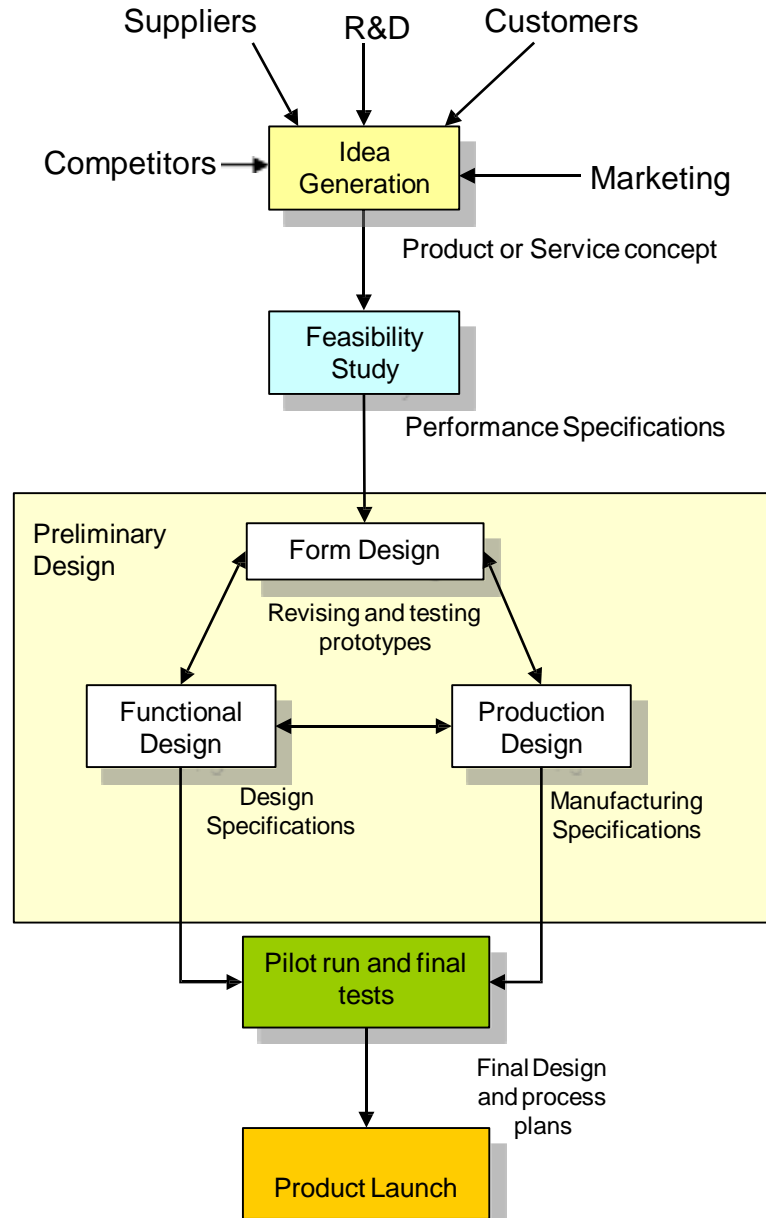 Suppliers
R&D
Customers
Competitors
Idea
Generation
Marketing
Product or Service concept
Feasibility
Study
Performance Specifications
Preliminary
Design
Form Design
Revising and testing
prototypes
Functional
Design
Production
Design
Design
Specifications
Manufacturing
Specifications
Pilot run and final
tests
Final Design
and process
plans
Product Launch